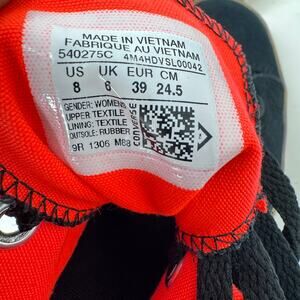 MADE IN VIETNAM
FABRIQUE AU VIETNAM
540275C 4M4HDVSL00042
US UK EUR CM
8 6 39 24.5
GENDER: WOMENS
UPPER: TEXTILE
LINING: TEXTILE
OUTSOLE: RUBBER
9R 1306 M88
CONVERSE